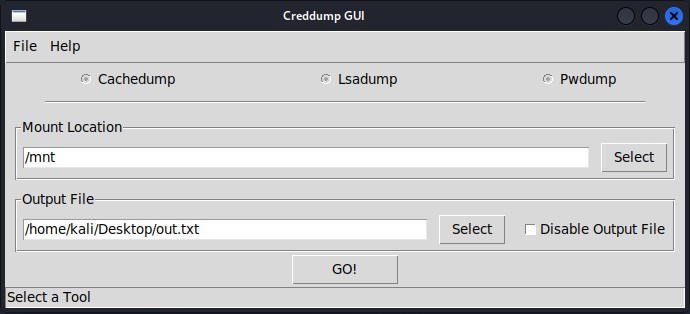 Creddump GUI
File Help
Cachedump Lsadump Pwdump
Mount Location
/mnt Select
Output File
/home/kali/Desktop/out.txt Select Disable Output File
GO!
Select a Tool